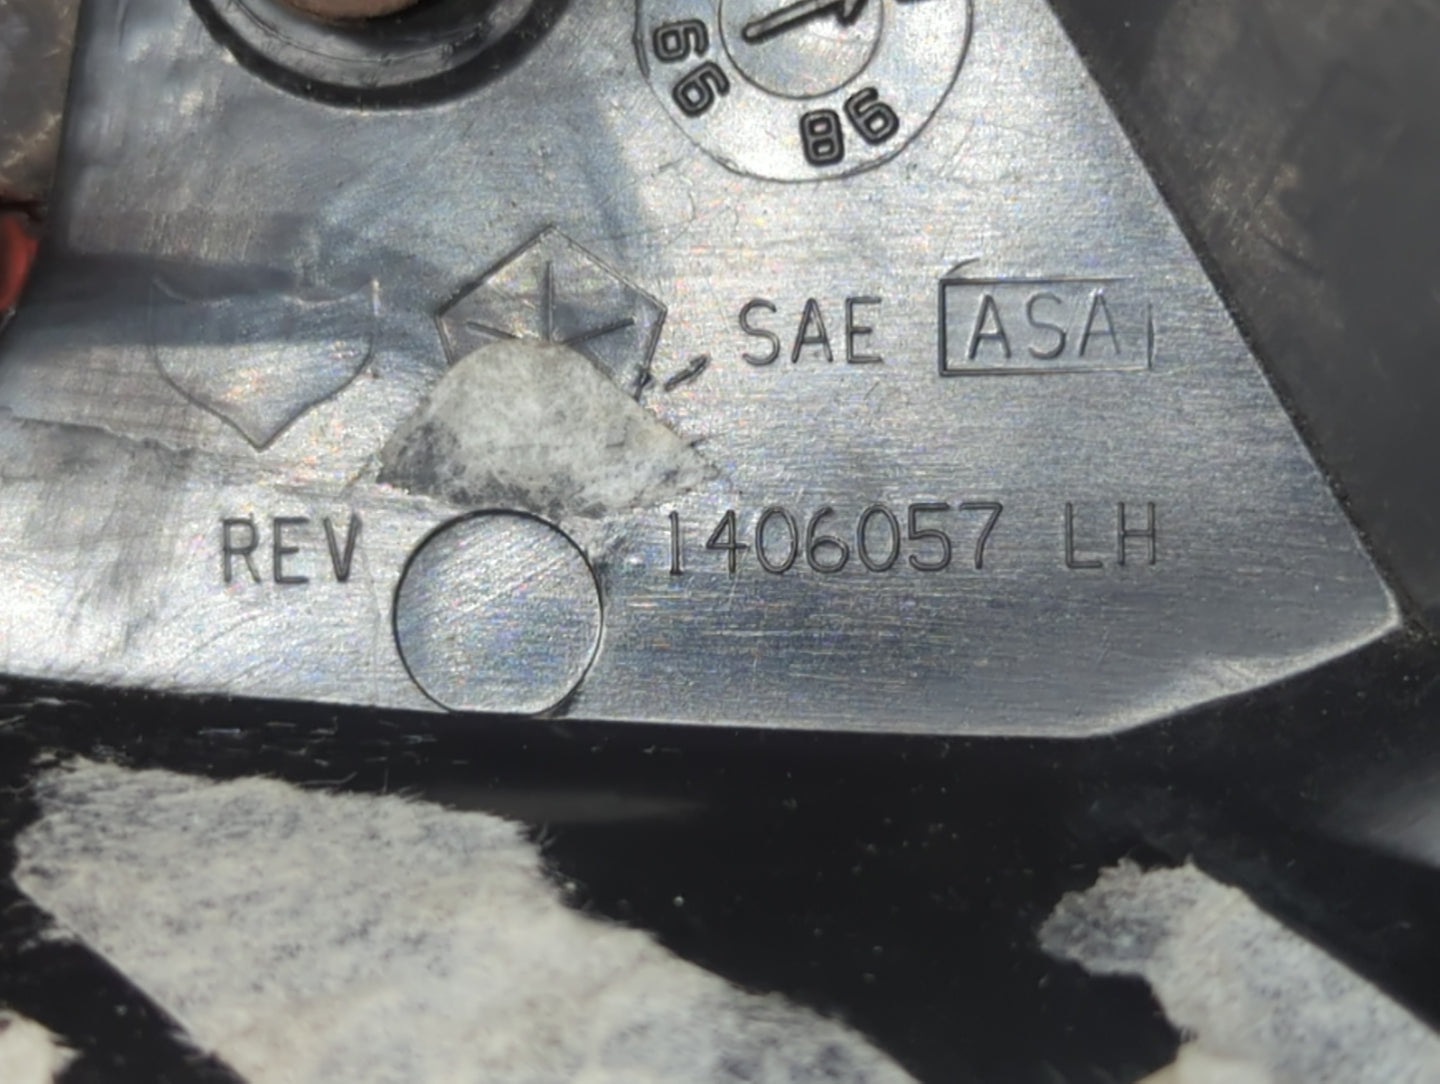 99 98
SAE ASA
REV 1406057 LH